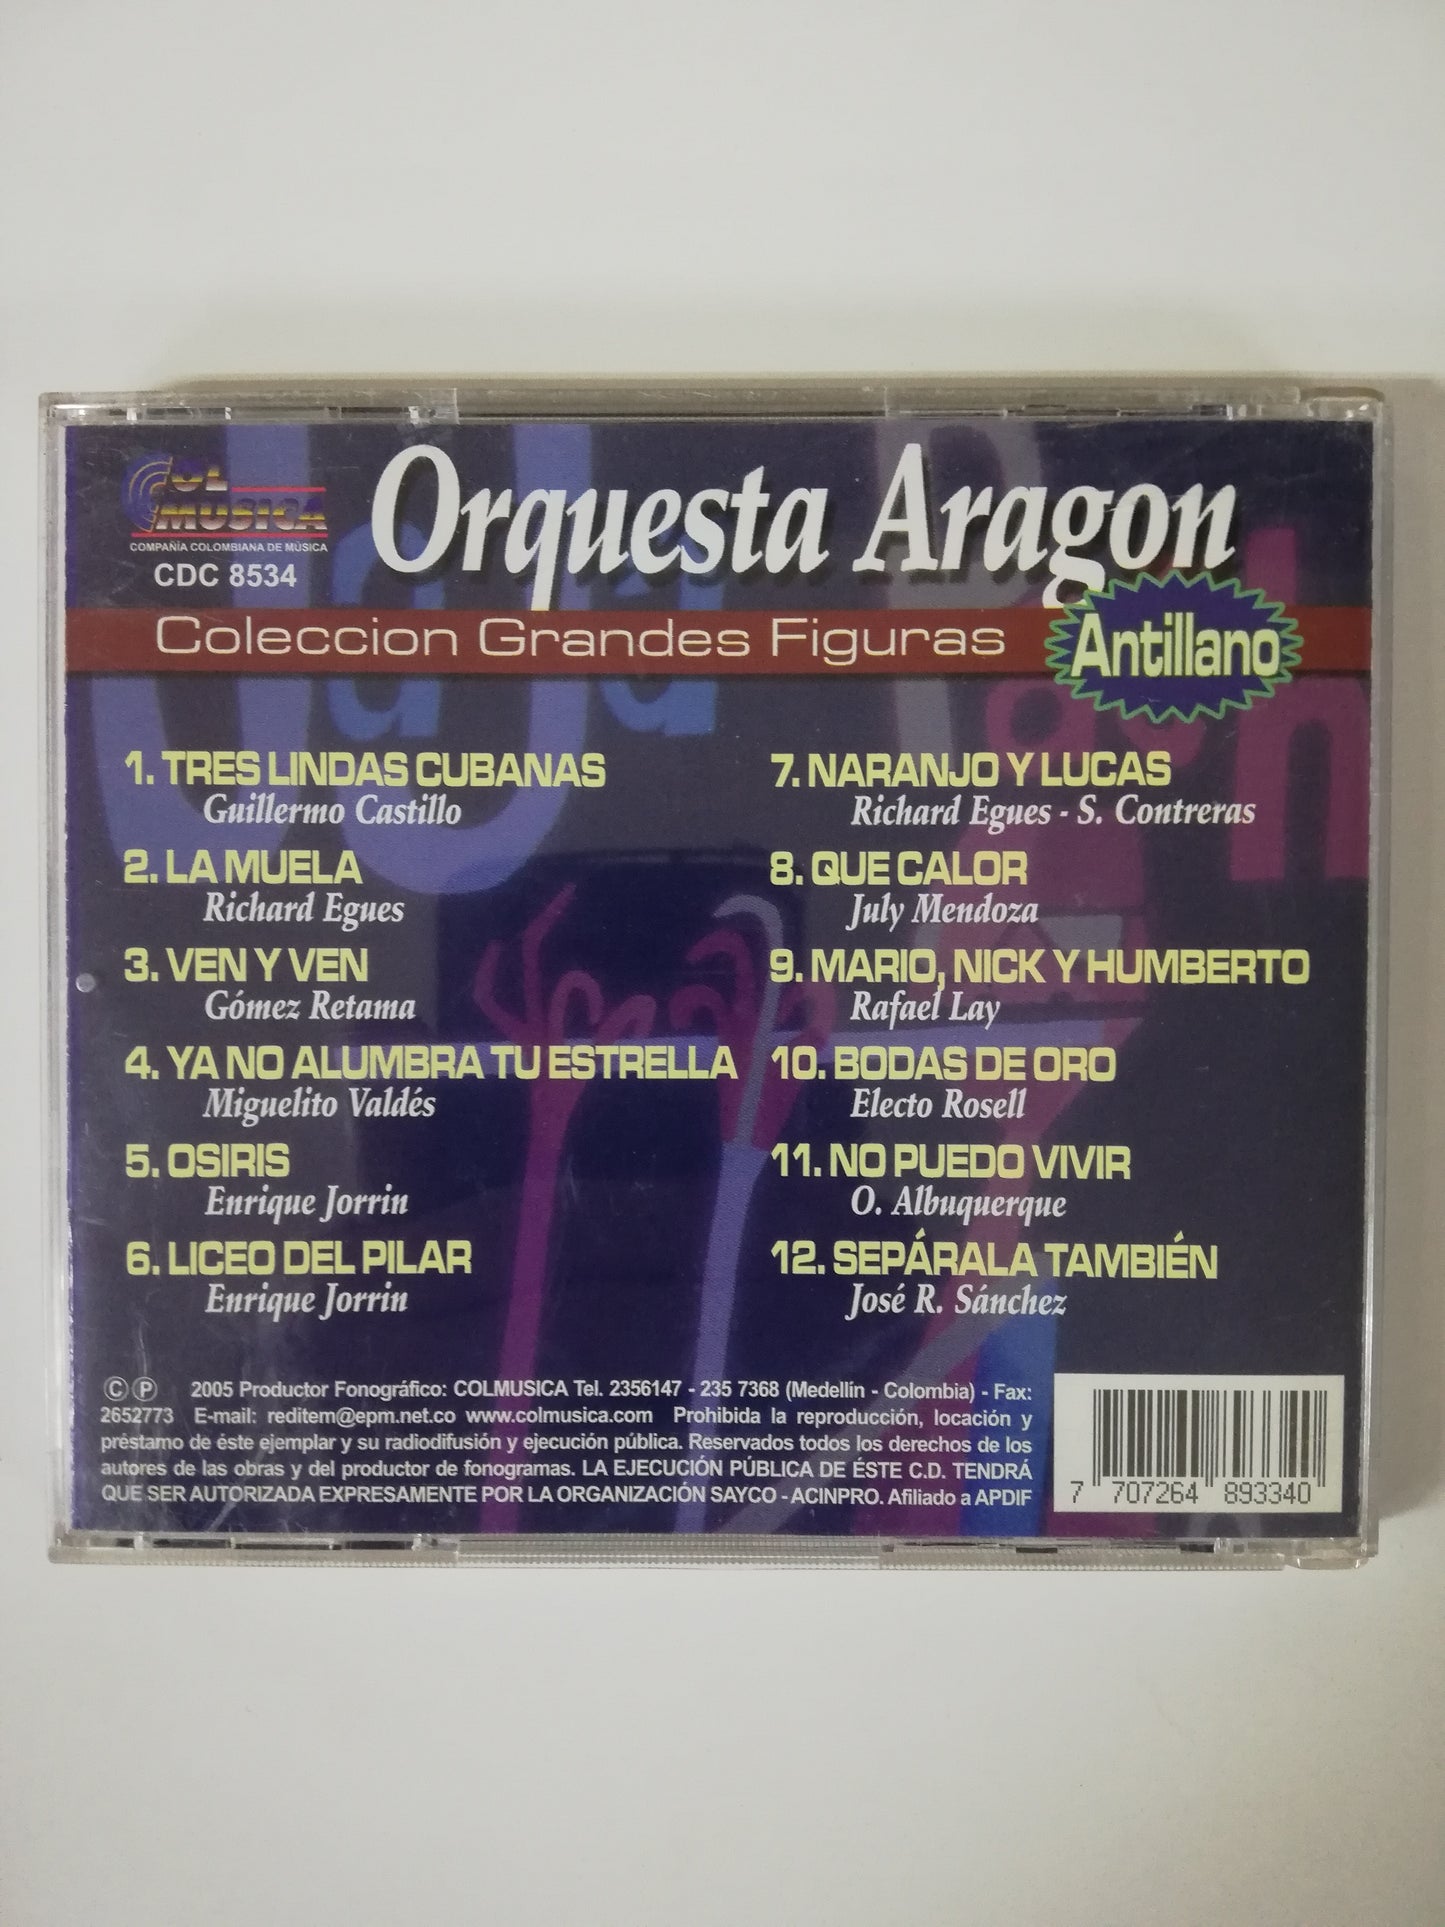 COL
MUSICA
COMPAÑÍA COLOMBIANA DE MÚSICA
CDC 8534
Orquesta Aragon
Coleccion Grandes Figuras
Antillano
1. TRES LINDAS CUBANAS
Guillermo Castillo
2. LA MUELA
Richard Egues
3. VEN Y VEN
Gómez Retama
4. YA NO ALUMBRA TU ESTRELLA
Miguelito Valdés
5. OSIRIS
Enrique Jorrin
6. LICEO DEL PILAR
Enrique Jorrin
7. NARANJO Y LUCAS
Richard Egues - S. Contreras
8. QUE CALOR
July Mendoza
9. MARIO, NICK Y HUMBERTO
Rafael Lay
10. BODAS DE ORO
Electo Rosell
11. NO PUEDO VIVIR
O. Albuquerque
12. SEPÁRALA TAMBIÉN
José R. Sánchez
Ⓒ Ⓟ 2005 Productor Fonográfico: COLMUSICA Tel. 2356147 - 235 7368 (Medellín - Colombia) - Fax:
2652773 E-mail: reditem@epm.net.co www.colmusica.com Prohibida la reproducción, locación y
préstamo de éste ejemplar y su radiodifusión y ejecución pública. Reservados todos los derechos de los
autores de las obras y del productor de fonogramas. LA EJECUCIÓN PÚBLICA DE ÉSTE C.D. TENDRÁ
QUE SER AUTORIZADA EXPRESAMENTE POR LA ORGANIZACIÓN SAYCO - ACINPRO. Afiliado a APDIF
7 707264 893340